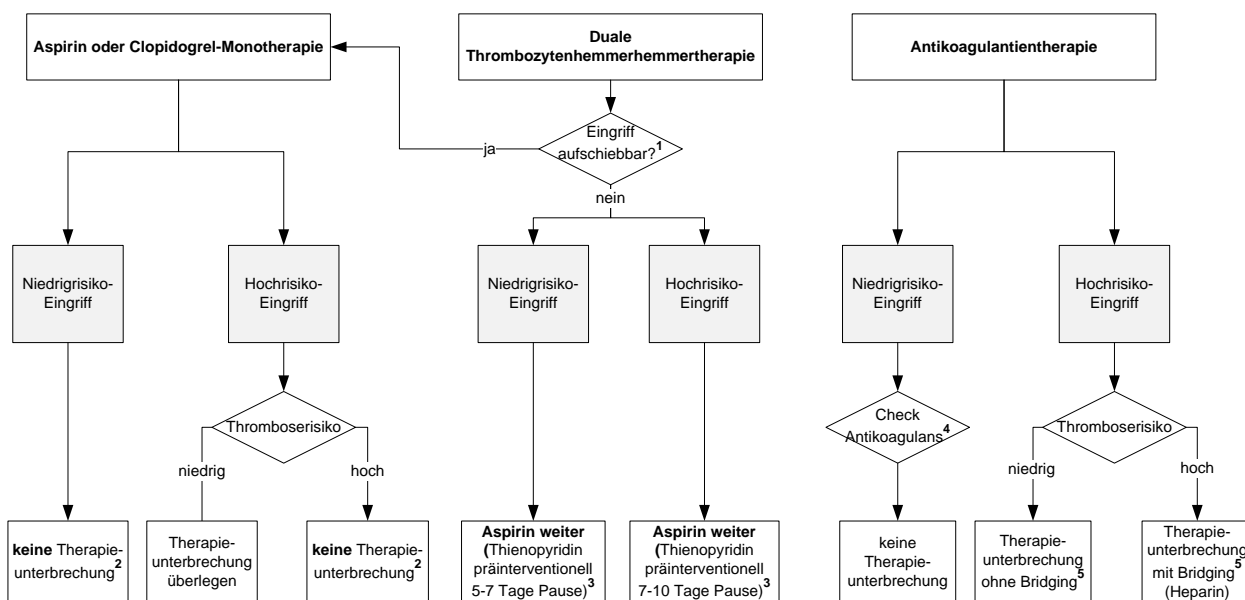 Aspirin oder Clopidogrel-Monotherapie
Duale
Thrombozytenhemmerhemmertherapie
Antikoagulantientherapie
Eingriff
aufschiebbar?1
ja
nein
Niedrigrisiko-
Eingriff
Hochrisiko-
Eingriff
Niedrigrisiko-
Eingriff
Hochrisiko-
Eingriff
Niedrigrisiko-
Eingriff
Hochrisiko-
Eingriff
Thromboserisiko
niedrig
hoch
Check
Antikoagulans4
Thromboserisiko
niedrig
hoch
keine Therapie-
unterbrechung2
Therapie-
unterbrechung
überlegen
keine Therapie-
unterbrechung2
Aspirin weiter
(Thienopyridin
präinterventionell
5-7 Tage Pause)3
Aspirin weiter
(Thienopyridin
präinterventionell
7-10 Tage Pause)3
keine
Therapie-
unterbrechung
Therapie-
unterbrechung
ohne Bridging5
Therapie-
unterbrechung
mit Bridging5
(Heparin)